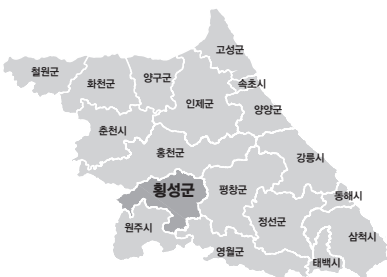 고성군
철원군
화천군
양구군
속초시
인제군
양양군
춘천시
홍천군
강릉시
횡성군
평창군
동해시
원주시
정선군
삼척시
영월군
태백시